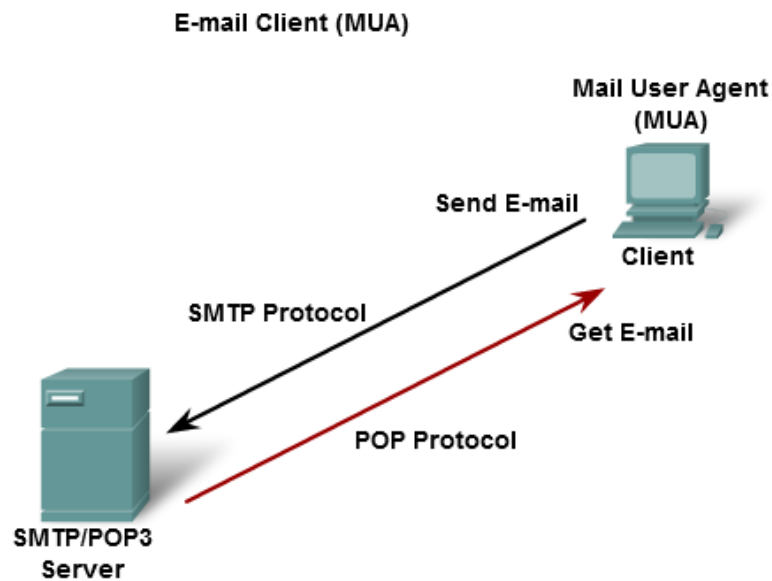 E-mail Client (MUA)
Mail User Agent
(MUA)
Send E-mail
Client
SMTP Protocol
Get E-mail
POP Protocol
SMTP/POP3
Server